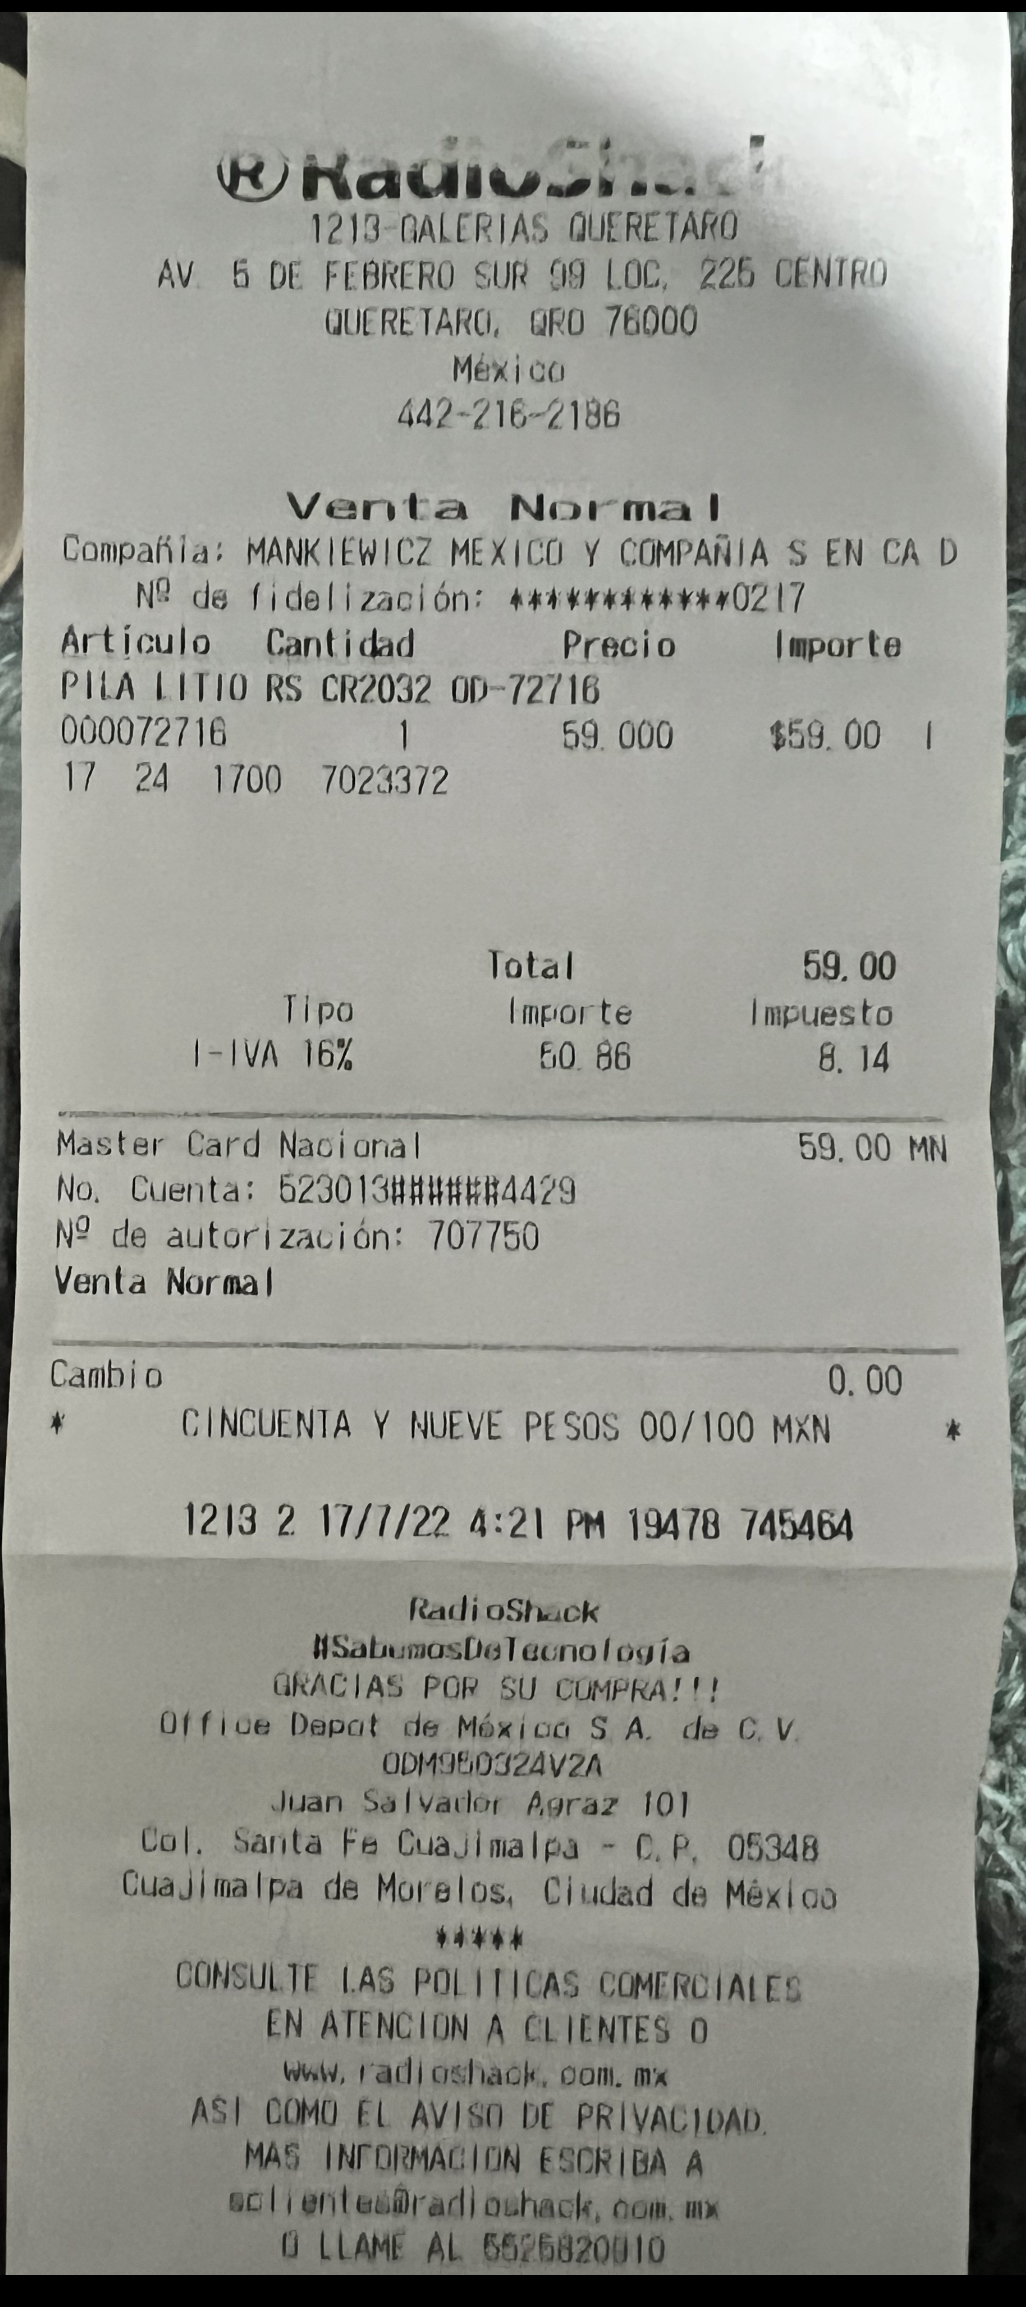 ® RadioShack
1213-GALERIAS QUERETARO
AV. 5 DE FEBRERO SUR 99 LOC, 225 CENTRO
QUERETARO, QRO 76000
México
442-216-2186
Venta Normal
Compañía: MANKIEWICZ MEXICO Y COMPAÑIA S EN CA D
Nº de fidelización: ************0217
Artículo Cantidad Precio Importe
PILA LITIO RS CR2032 OD-72716
000072716 1 59.000 $59.00 I
17 24 1700 7023372
Total 59.00
Tipo Importe Impuesto
I-IVA 16% 50.86 8.14
Master Card Nacional 59.00 MN
No. Cuenta: 523013######4429
Nº de autorización: 707750
Venta Normal
Cambio 0.00
* CINCUENTA Y NUEVE PESOS 00/100 MXN *
1213 2 17/7/22 4:21 PM 19478 745464
RadioShack
#SabemosDeTecnología
GRACIAS POR SU COMPRA!!!
Office Depot de México S.A. de C.V.
ODM950324V2A
Juan Salvador Agraz 101
Col. Santa Fe Cuajimalpa - C.P. 05348
Cuajimalpa de Morelos, Ciudad de México
*****
CONSULTE LAS POLITICAS COMERCIALES
EN ATENCION A CLIENTES O
www.radioshack.com.mx
ASI COMO EL AVISO DE PRIVACIDAD.
MAS INFORMACION ESCRIBA A
sclientes@radioshack.com.mx
O LLAME AL